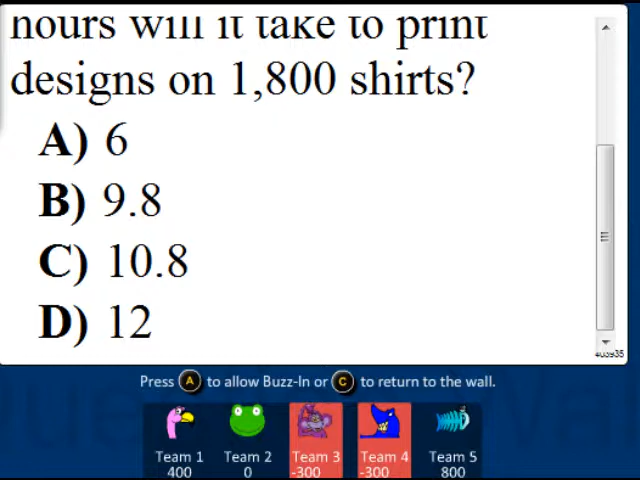 hours will it take to print
designs on 1,800 shirts?
A) 6
B) 9.8
C) 10.8
D) 12
Press A to allow Buzz-In or C to return to the wall.
Team 1 Team 2 Team 3 Team 4 Team 5
400 0 -300 -300 800